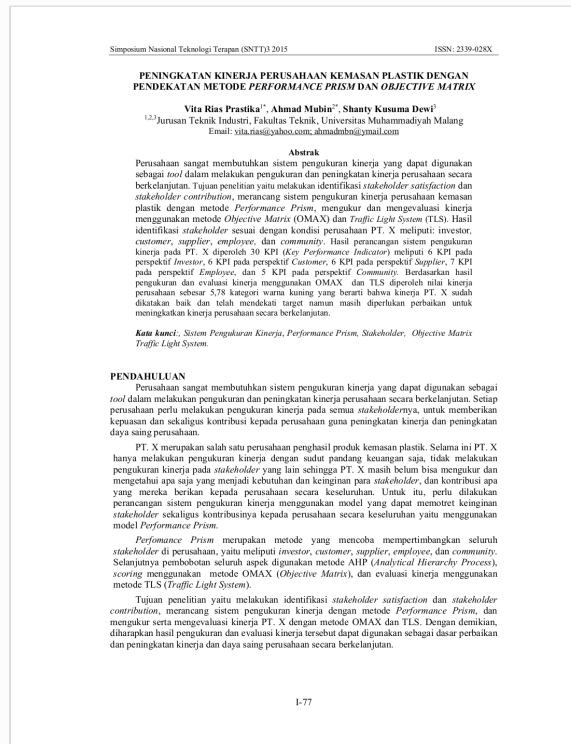 Simposium Nasional Teknologi Terapan (SNTT)3 2015 ISSN: 2339-028X
PENINGKATAN KINERJA PERUSAHAAN KEMASAN PLASTIK DENGAN
PENDEKATAN METODE PERFORMANCE PRISM DAN OBJECTIVE MATRIX
Vita Rias Prastika1*, Ahmad Mubin2*, Shanty Kusuma Dewi3
1,2,3Jurusan Teknik Industri, Fakultas Teknik, Universitas Muhammadiyah Malang
Email: vita.rias@yahoo.com; ahmadmbn@ymail.com
Abstrak
Perusahaan sangat membutuhkan sistem pengukuran kinerja yang dapat digunakan
sebagai tool dalam melakukan pengukuran dan peningkatan kinerja perusahaan secara
berkelanjutan. Tujuan penelitian yaitu melakukan identifikasi stakeholder satisfaction dan
stakeholder contribution, merancang sistem pengukuran kinerja perusahaan kemasan
plastik dengan metode Performance Prism, mengukur dan mengevaluasi kinerja
menggunakan metode Objective Matrix (OMAX) dan Traffic Light System (TLS). Hasil
identifikasi stakeholder sesuai dengan kondisi perusahaan PT. X meliputi: investor,
customer, supplier, employee, dan community. Hasil perancangan sistem pengukuran
kinerja pada PT. X diperoleh 30 KPI (Key Performance Indicator) meliputi 6 KPI pada
perspektif Investor, 6 KPI pada perspektif Customer, 6 KPI pada perspektif Supplier, 7 KPI
pada perspektif Employee, dan 5 KPI pada perspektif Community. Berdasarkan hasil
pengukuran dan evaluasi kinerja menggunakan OMAX dan TLS diperoleh nilai kinerja
perusahaan sebesar 5,78 kategori warna kuning yang berarti bahwa kinerja PT. X sudah
dikatakan baik dan telah mendekati target namun masih diperlukan perbaikan untuk
meningkatkan kinerja perusahaan secara berkelanjutan.
Kata kunci:, Sistem Pengukuran Kinerja, Performance Prism, Stakeholder, Objective Matrix
Traffic Light System.
PENDAHULUAN
Perusahaan sangat membutuhkan sistem pengukuran kinerja yang dapat digunakan sebagai
tool dalam melakukan pengukuran dan peningkatan kinerja perusahaan secara berkelanjutan. Setiap
perusahaan perlu melakukan pengukuran kinerja pada semua stakeholdernya, untuk memberikan
kepuasan dan sekaligus kontribusi kepada perusahaan guna peningkatan kinerja dan peningkatan
daya saing perusahaan.
PT. X merupakan salah satu perusahaan penghasil produk kemasan plastik. Selama ini PT. X
hanya melakukan pengukuran kinerja dengan sudut pandang keuangan saja, tidak melakukan
pengukuran kinerja pada stakeholder yang lain sehingga PT. X masih belum bisa mengukur dan
mengetahui apa saja yang menjadi kebutuhan dan keinginan para stakeholder, dan kontribusi apa
yang mereka berikan kepada perusahaan secara keseluruhan. Untuk itu, perlu dilakukan
perancangan sistem pengukuran kinerja menggunakan model yang dapat memotret keinginan
stakeholder sekaligus kontribusinya kepada perusahaan secara keseluruhan yaitu menggunakan
model Performance Prism.
Perfomance Prism merupakan metode yang mencoba mempertimbangkan seluruh
stakeholder di perusahaan, yaitu meliputi investor, customer, supplier, employee, dan community.
Selanjutnya pembobotan seluruh aspek digunakan metode AHP (Analytical Hierarchy Process),
scoring menggunakan metode OMAX (Objective Matrix), dan evaluasi kinerja menggunakan
metode TLS (Traffic Light System).
Tujuan penelitian yaitu melakukan identifikasi stakeholder satisfaction dan stakeholder
contribution, merancang sistem pengukuran kinerja dengan metode Performance Prism, dan
mengukur serta mengevaluasi kinerja PT. X dengan metode OMAX dan TLS. Dengan demikian,
diharapkan hasil pengukuran dan evaluasi kinerja tersebut dapat digunakan sebagai dasar perbaikan
dan peningkatan kinerja dan daya saing perusahaan secara berkelanjutan.
I-77